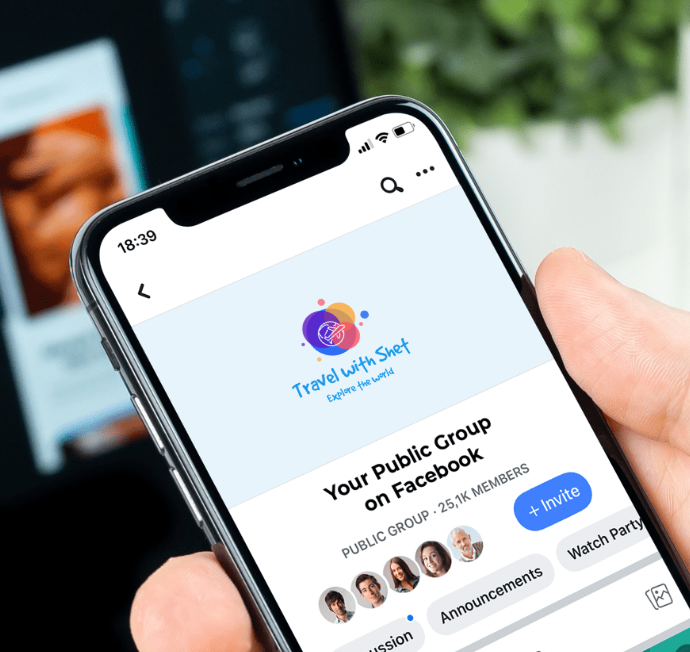 18:39
Travel with Shet
Explore the world
Your Public Group
on Facebook
PUBLIC GROUP · 25,1K MEMBERS
+ Invite
Announcements
Watch Party